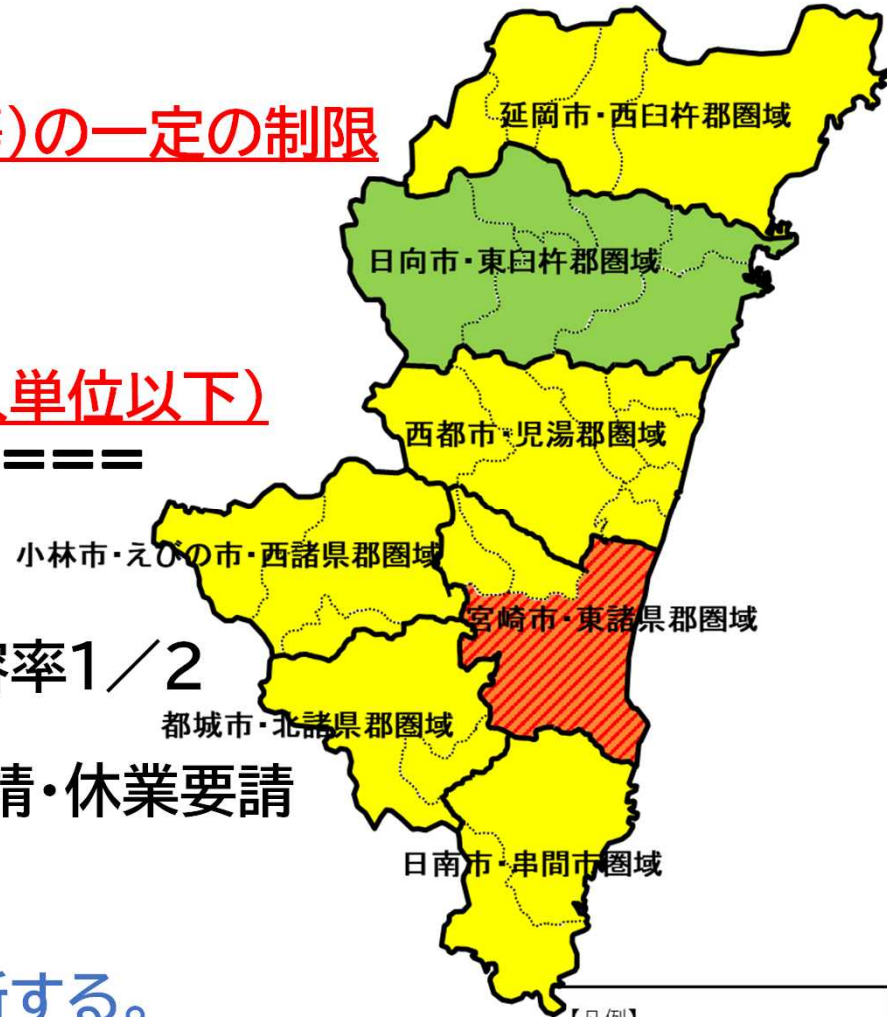 延岡市・西臼杵郡圏域
)の一定の制限
日向市・東臼杵郡圏域
単位以下)
西都市・児湯郡圏域
====
小林市・えびの市・西諸県郡圏域
宮崎市・東諸県郡圏域
率1/2
都城市・北諸県郡圏域
・休業要請
日南市・串間市圏域
する。